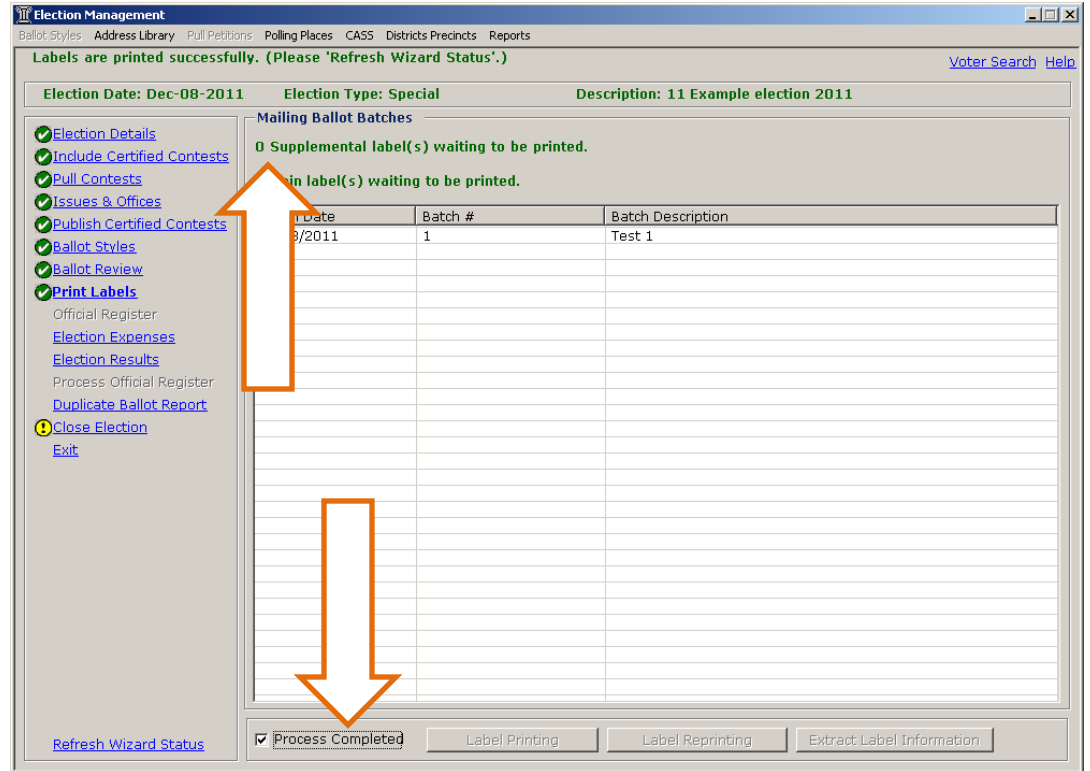 Election Management
Ballot Styles Address Library Pull Petitions Polling Places CASS Districts Precincts Reports
Labels are printed successfully. (Please 'Refresh Wizard Status'.)
Voter Search Help
Election Date: Dec-08-2011 Election Type: Special Description: 11 Example election 2011
Election Details
Include Certified Contests
Pull Contests
Issues & Offices
Publish Certified Contests
Ballot Styles
Ballot Review
Print Labels
Official Register
Election Expenses
Election Results
Process Official Register
Duplicate Ballot Report
Close Election
Exit
Refresh Wizard Status
Mailing Ballot Batches
0 Supplemental label(s) waiting to be printed.
label(s) waiting to be printed.
Date Batch # Batch Description
/2011 1 Test 1
Process Completed Label Printing Label Reprinting Extract Label Information